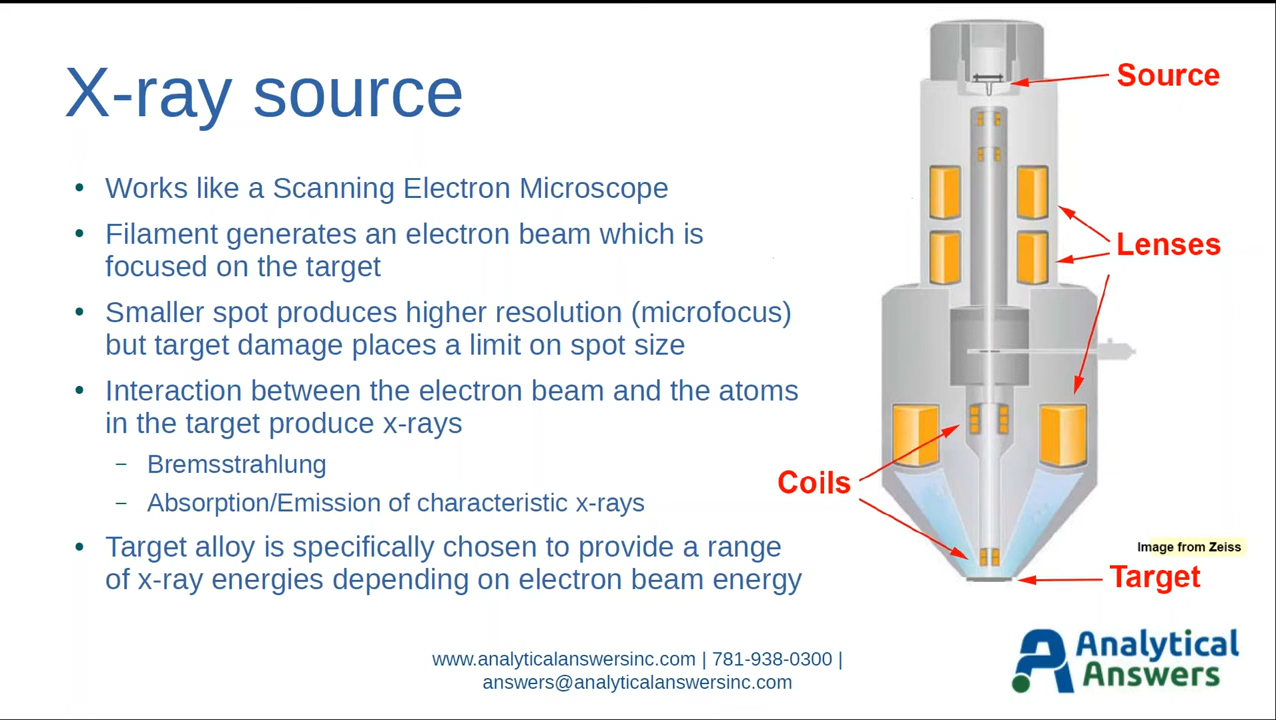 X-ray source
• Works like a Scanning Electron Microscope
• Filament generates an electron beam which is
focused on the target
• Smaller spot produces higher resolution (microfocus)
but target damage places a limit on spot size
• Interaction between the electron beam and the atoms
in the target produce x-rays
– Bremsstrahlung
– Absorption/Emission of characteristic x-rays
• Target alloy is specifically chosen to provide a range
of x-ray energies depending on electron beam energy
Source
Lenses
Coils
Image from Zeiss
Target
www.analyticalanswersinc.com | 781-938-0300 |
answers@analyticalanswersinc.com
Analytical
Answers